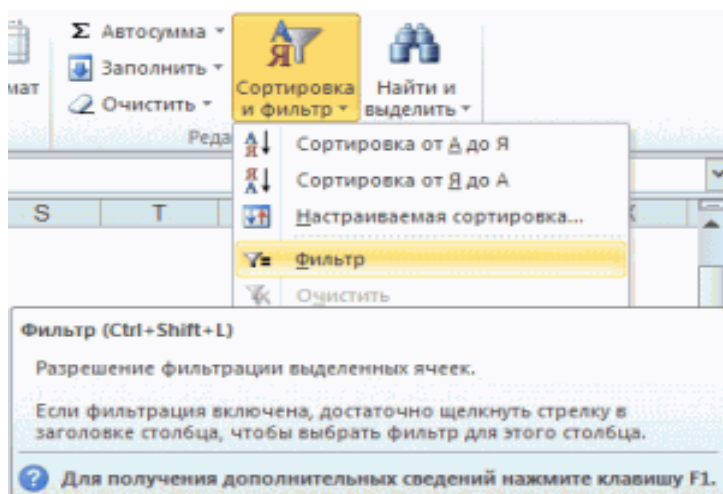 Σ Автосумма
Заполнить
мат
Очистить
Сортировка
и фильтр
Найти и
выделить
Реда
Сортировка от А до Я
Сортировка от Я до А
S T
Настраиваемая сортировка...
Фильтр
Очистить
Фильтр (Ctrl+Shift+L)
Разрешение фильтрации выделенных ячеек.
Если фильтрация включена, достаточно щелкнуть стрелку в
заголовке столбца, чтобы выбрать фильтр для этого столбца.
Для получения дополнительных сведений нажмите клавишу F1.